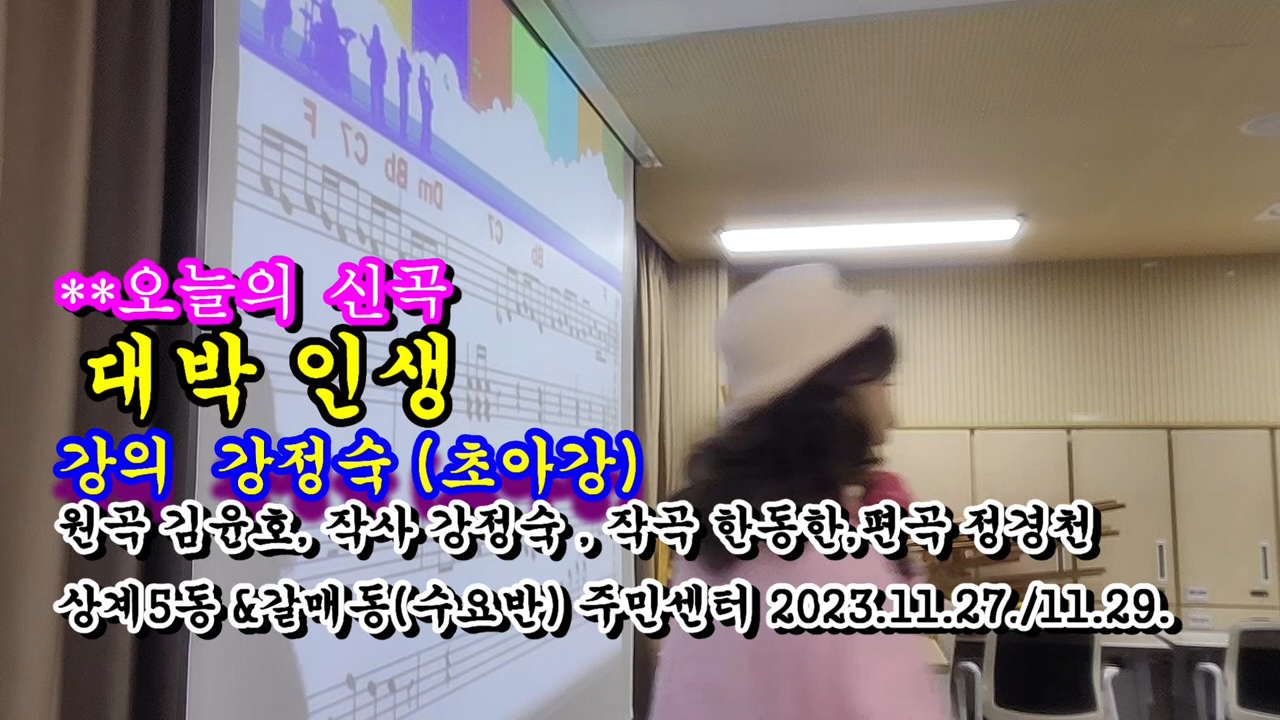 F
C7
Bb
Dm
C7
Bb
**오늘의 신곡
대박 인생
강의 강정숙 (초아강)
원곡 김윤호. 작사 강정숙 . 작곡 한동한.편곡 정경천
상계5동 &갈매동(수요반) 주민센터 2023.11.27./11.29.